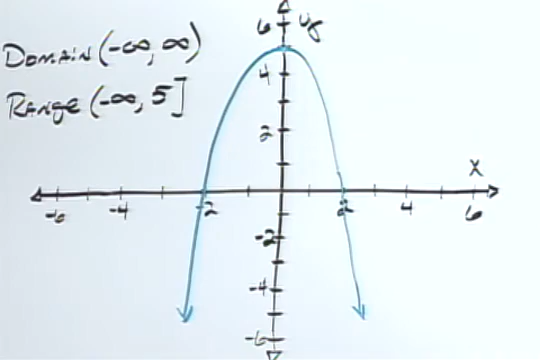 6 y
Domain (-∞, ∞)
4
Range (-∞, 5]
2
x
-6 -4 -2 2 4 6
-2
-4
-6